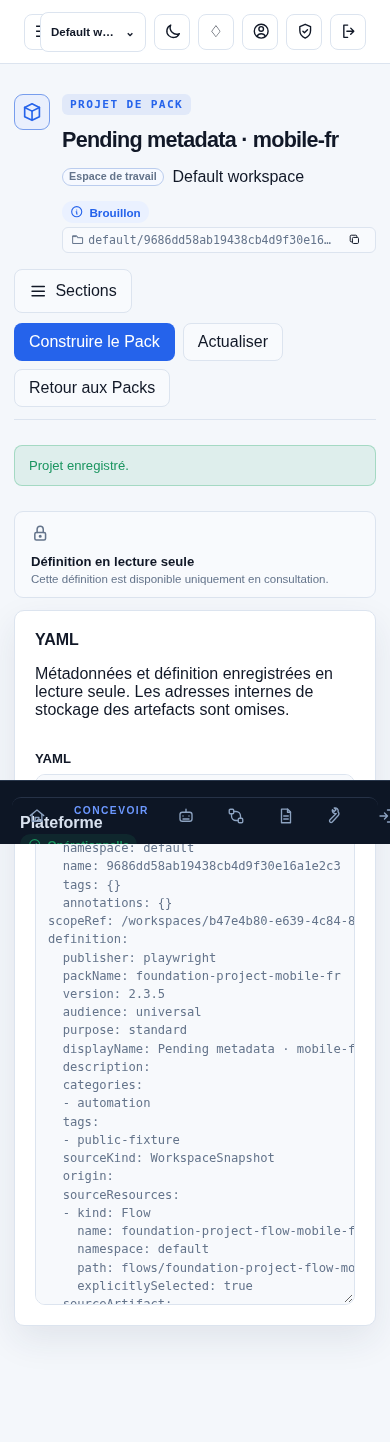 Default w…
PROJET DE PACK
Pending metadata · mobile-fr
Espace de travail Default workspace
Brouillon
default/9686dd58ab19438cb4d9f30e16…
Sections
Construire le Pack
Actualiser
Retour aux Packs
Projet enregistré.
Définition en lecture seule
Cette définition est disponible uniquement en consultation.
YAML
Métadonnées et définition enregistrées en
lecture seule. Les adresses internes de
stockage des artefacts sont omises.
YAML
CONCEVOIR
Plateforme
namespace: default
name: 9686dd58ab19438cb4d9f30e16a1e2c3
tags: {}
annotations: {}
scopeRef: /workspaces/b47e4b80-e639-4c84-8
definition:
publisher: playwright
packName: foundation-project-mobile-fr
version: 2.3.5
audience: universal
purpose: standard
displayName: Pending metadata · mobile-f
description:
categories:
- automation
tags:
- public-fixture
sourceKind: WorkspaceSnapshot
origin:
sourceResources:
- kind: Flow
name: foundation-project-flow-mobile-f
namespace: default
path: flows/foundation-project-flow-mo
explicitlySelected: true
sourceArtifact: